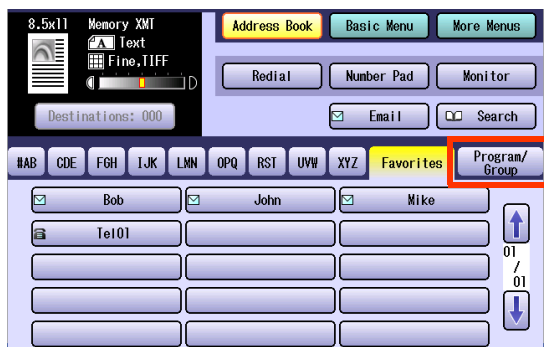 8.5x11 Memory XMT
A Text
Fine,TIFF
D
Destinations: 000
Address Book Basic Menu More Menus
Redial Number Pad Monitor
Email Search
#AB CDE FGH IJK LMN OPQ RST UVW XYZ Favorites Program/
Group
Bob John Mike
Tel01
01
/
01